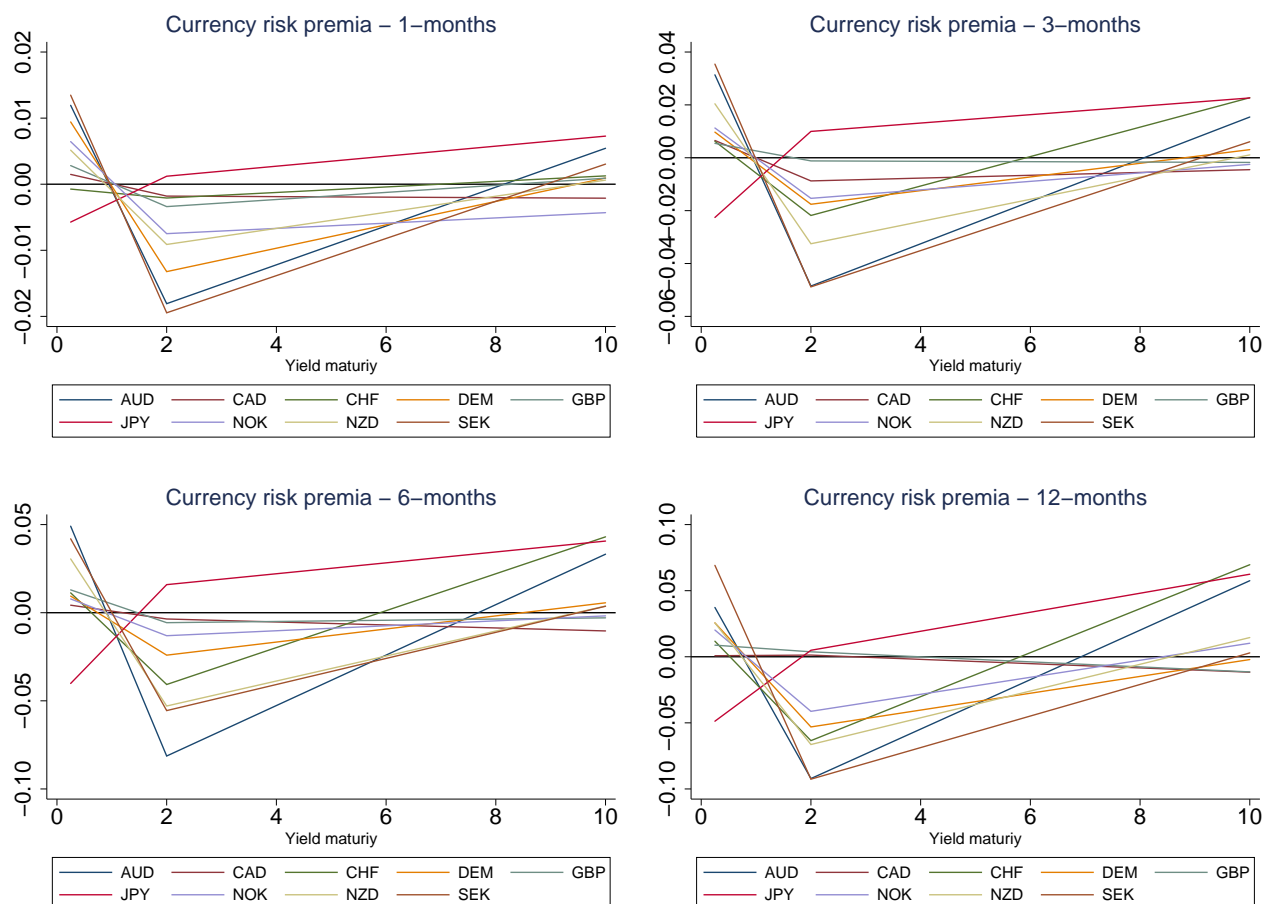 Currency risk premia − 1−months
0.02
0.01
0.00
−0.01
−0.02
0 2 4 6 8 10
Yield maturiy
AUD CAD CHF DEM GBP
JPY NOK NZD SEK
Currency risk premia − 3−months
0.04
0.02
0.00
−0.02
−0.04
−0.06
0 2 4 6 8 10
Yield maturiy
AUD CAD CHF DEM GBP
JPY NOK NZD SEK
Currency risk premia − 6−months
0.05
0.00
−0.05
−0.10
0 2 4 6 8 10
Yield maturiy
AUD CAD CHF DEM GBP
JPY NOK NZD SEK
Currency risk premia − 12−months
0.10
0.05
0.00
−0.05
−0.10
0 2 4 6 8 10
Yield maturiy
AUD CAD CHF DEM GBP
JPY NOK NZD SEK